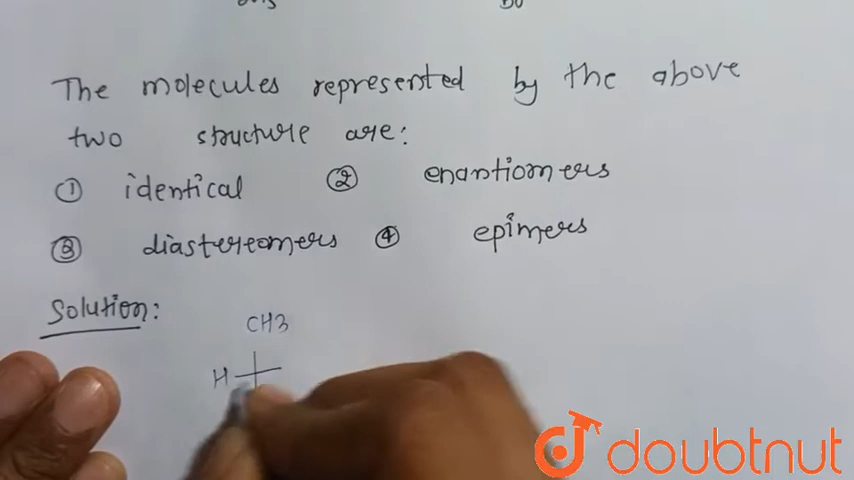 The molecules represented by the above
two structure are:
① identical ② enantiomers
③ diastereomers ④ epimers
Solution:
CH3
H
doubtnut